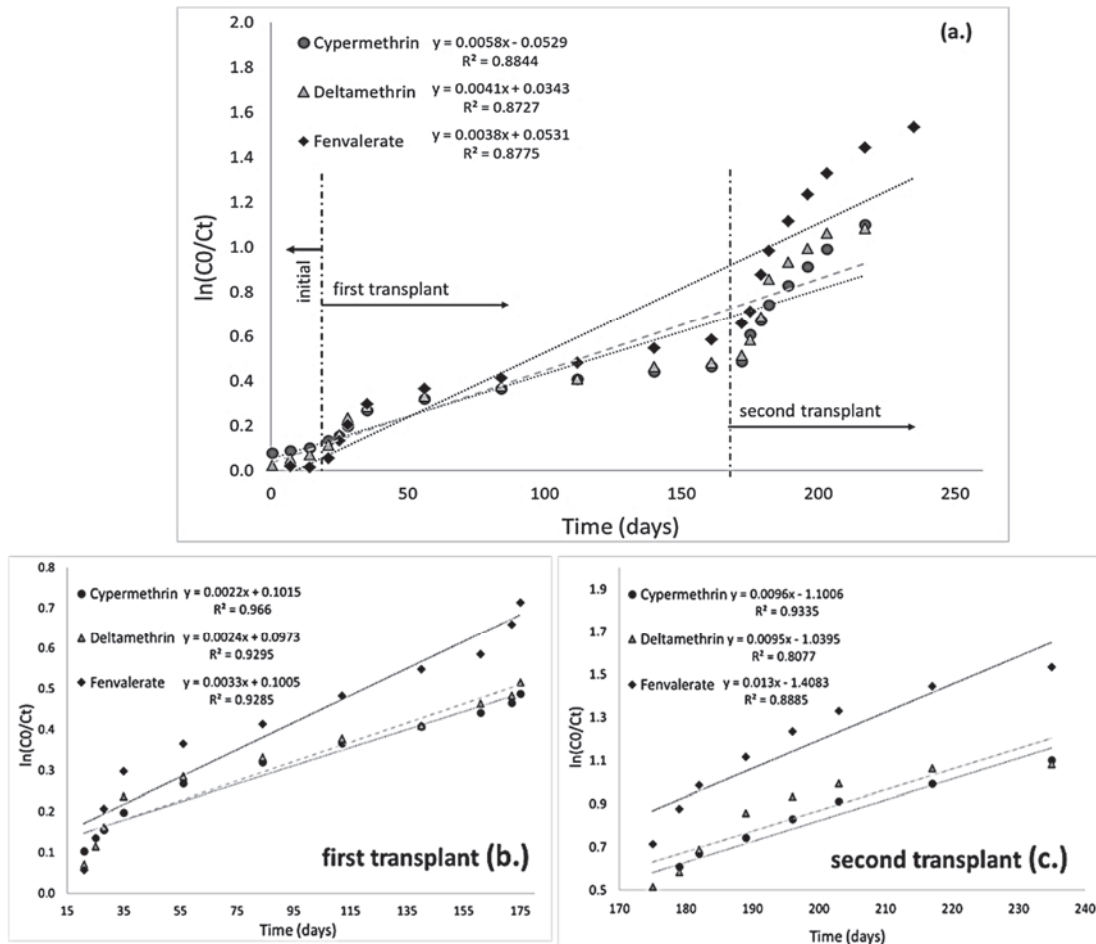 (a.)
Cypermethrin y = 0.0058x - 0.0529
R² = 0.8844
Deltamethrin y = 0.0041x + 0.0343
R² = 0.8727
Fenvalerate y = 0.0038x + 0.0531
R² = 0.8775
initial
first transplant
second transplant
ln(C0/Ct)
2.0
1.8
1.6
1.4
1.2
1.0
0.8
0.6
0.4
0.2
0.0
0 50 100 150 200 250
Time (days)
Cypermethrin y = 0.0022x + 0.1015
R² = 0.966
Deltamethrin y = 0.0024x + 0.0973
R² = 0.9295
Fenvalerate y = 0.0033x + 0.1005
R² = 0.9285
first transplant (b.)
ln(C0/Ct)
0.8
0.7
0.6
0.5
0.4
0.3
0.2
0.1
0.0
15 35 55 75 95 115 135 155 175
Time (days)
Cypermethrin y = 0.0096x - 1.1006
R² = 0.9335
Deltamethrin y = 0.0095x - 1.0395
R² = 0.8077
Fenvalerate y = 0.013x - 1.4083
R² = 0.8885
second transplant (c.)
ln(C0/Ct)
1.9
1.7
1.5
1.3
1.1
0.9
0.7
0.5
170 180 190 200 210 220 230 240
Time (days)